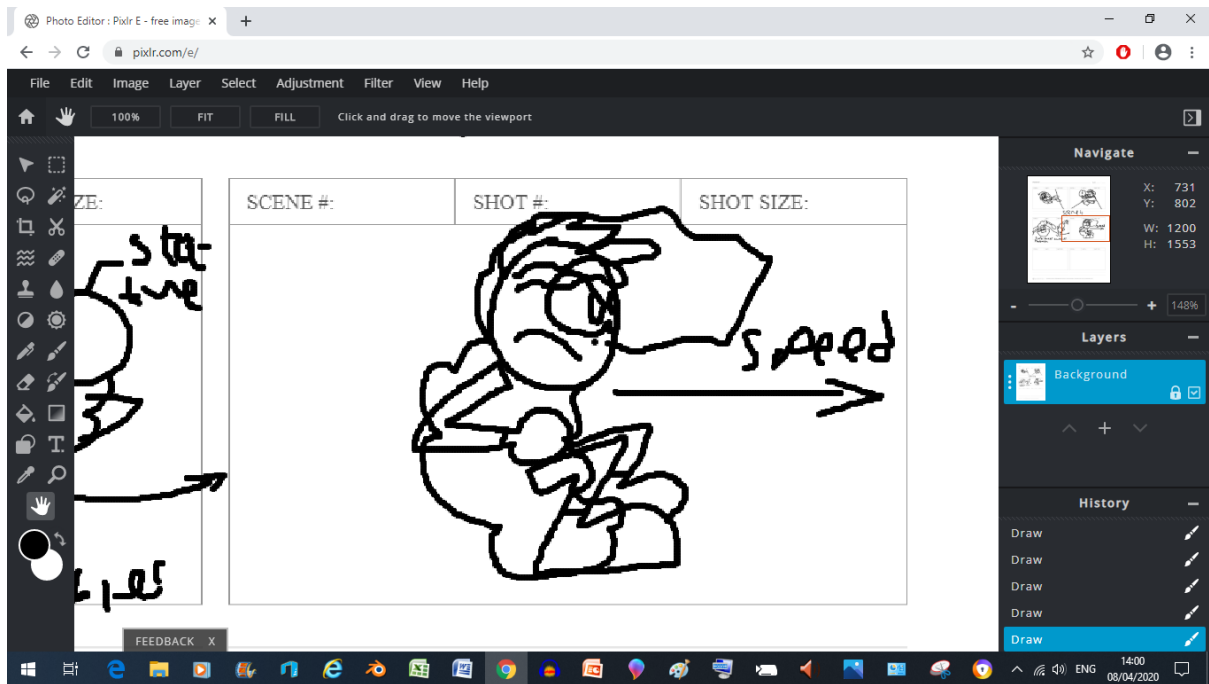 Photo Editor : Pixlr E - free image
pixlr.com/e/
File Edit Image Layer Select Adjustment Filter View Help
100% FIT FILL Click and drag to move the viewport
Navigate
X: 731
Y: 802
W: 1200
H: 1553
148%
ZE:
SCENE #: SHOT #: SHOT SIZE:
sta-
ture
speed
Layers
Background
History
Draw
Draw
Draw
Draw
Draw
FEEDBACK X
ENG
14:00
08/04/2020